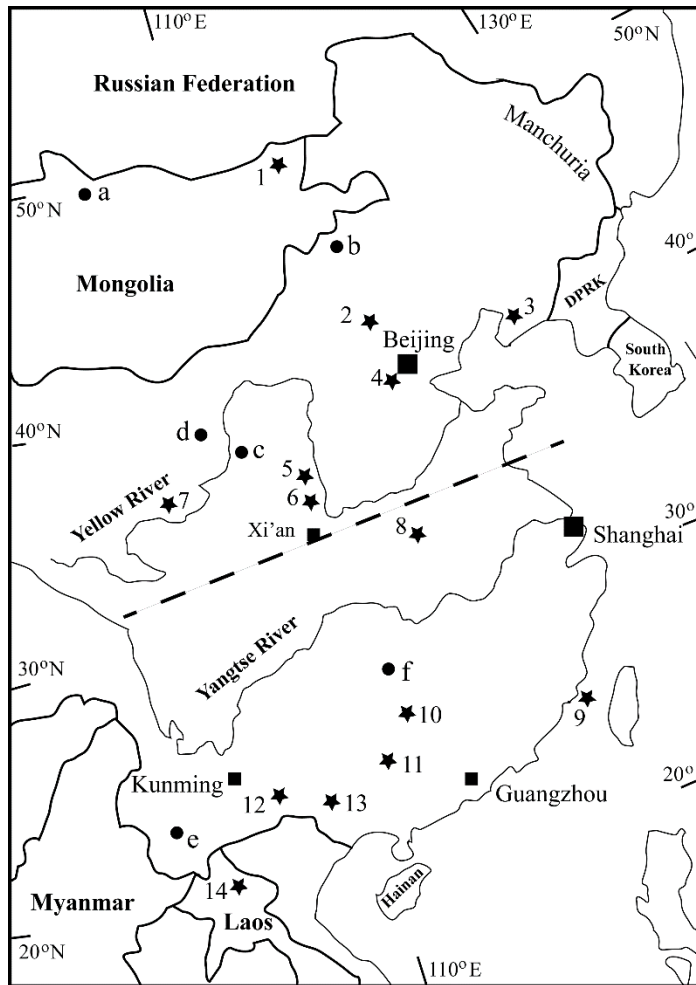 110°E
130°E
50°N
Russian Federation
Manchuria
1
a
50°N
b
40°
Mongolia
2
3
DPRK
Beijing
South
Korea
4
d
c
40°N
5
7
6
Yellow River
Xi'an
8
30°
Shanghai
Yangtse River
f
30°N
10
9
11
Kunming
12
13
Guangzhou
20°
e
14
Hainan
Myanmar
Laos
20°N
110°E